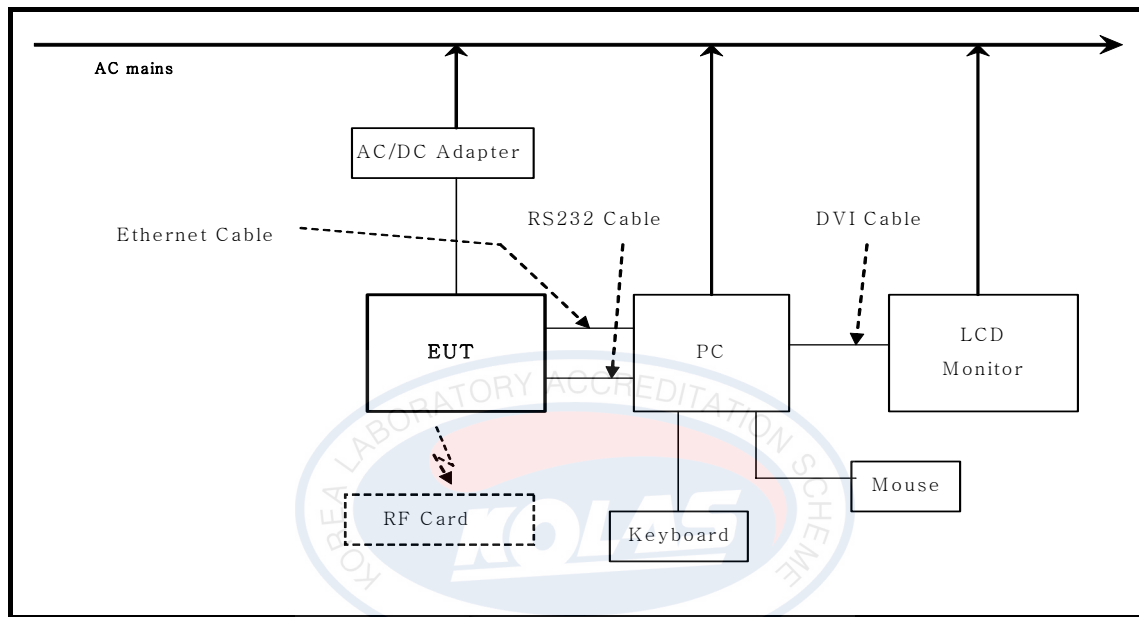 AC mains
AC/DC Adapter
Ethernet Cable
RS232 Cable
DVI Cable
EUT
PC
LCD
Monitor
RF Card
Keyboard
Mouse
KOREA LABORATORY ACCREDITATION SCHEME
KOLAS